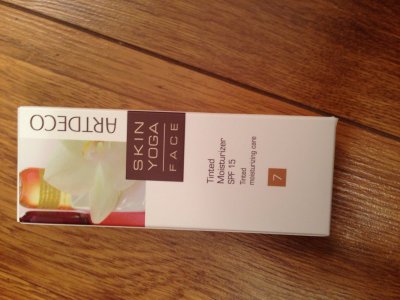 ARTDECO
SKIN
YOGA
FACE
Tinted
Moisturizer
SPF 15
Tinted
moisturizing care
7